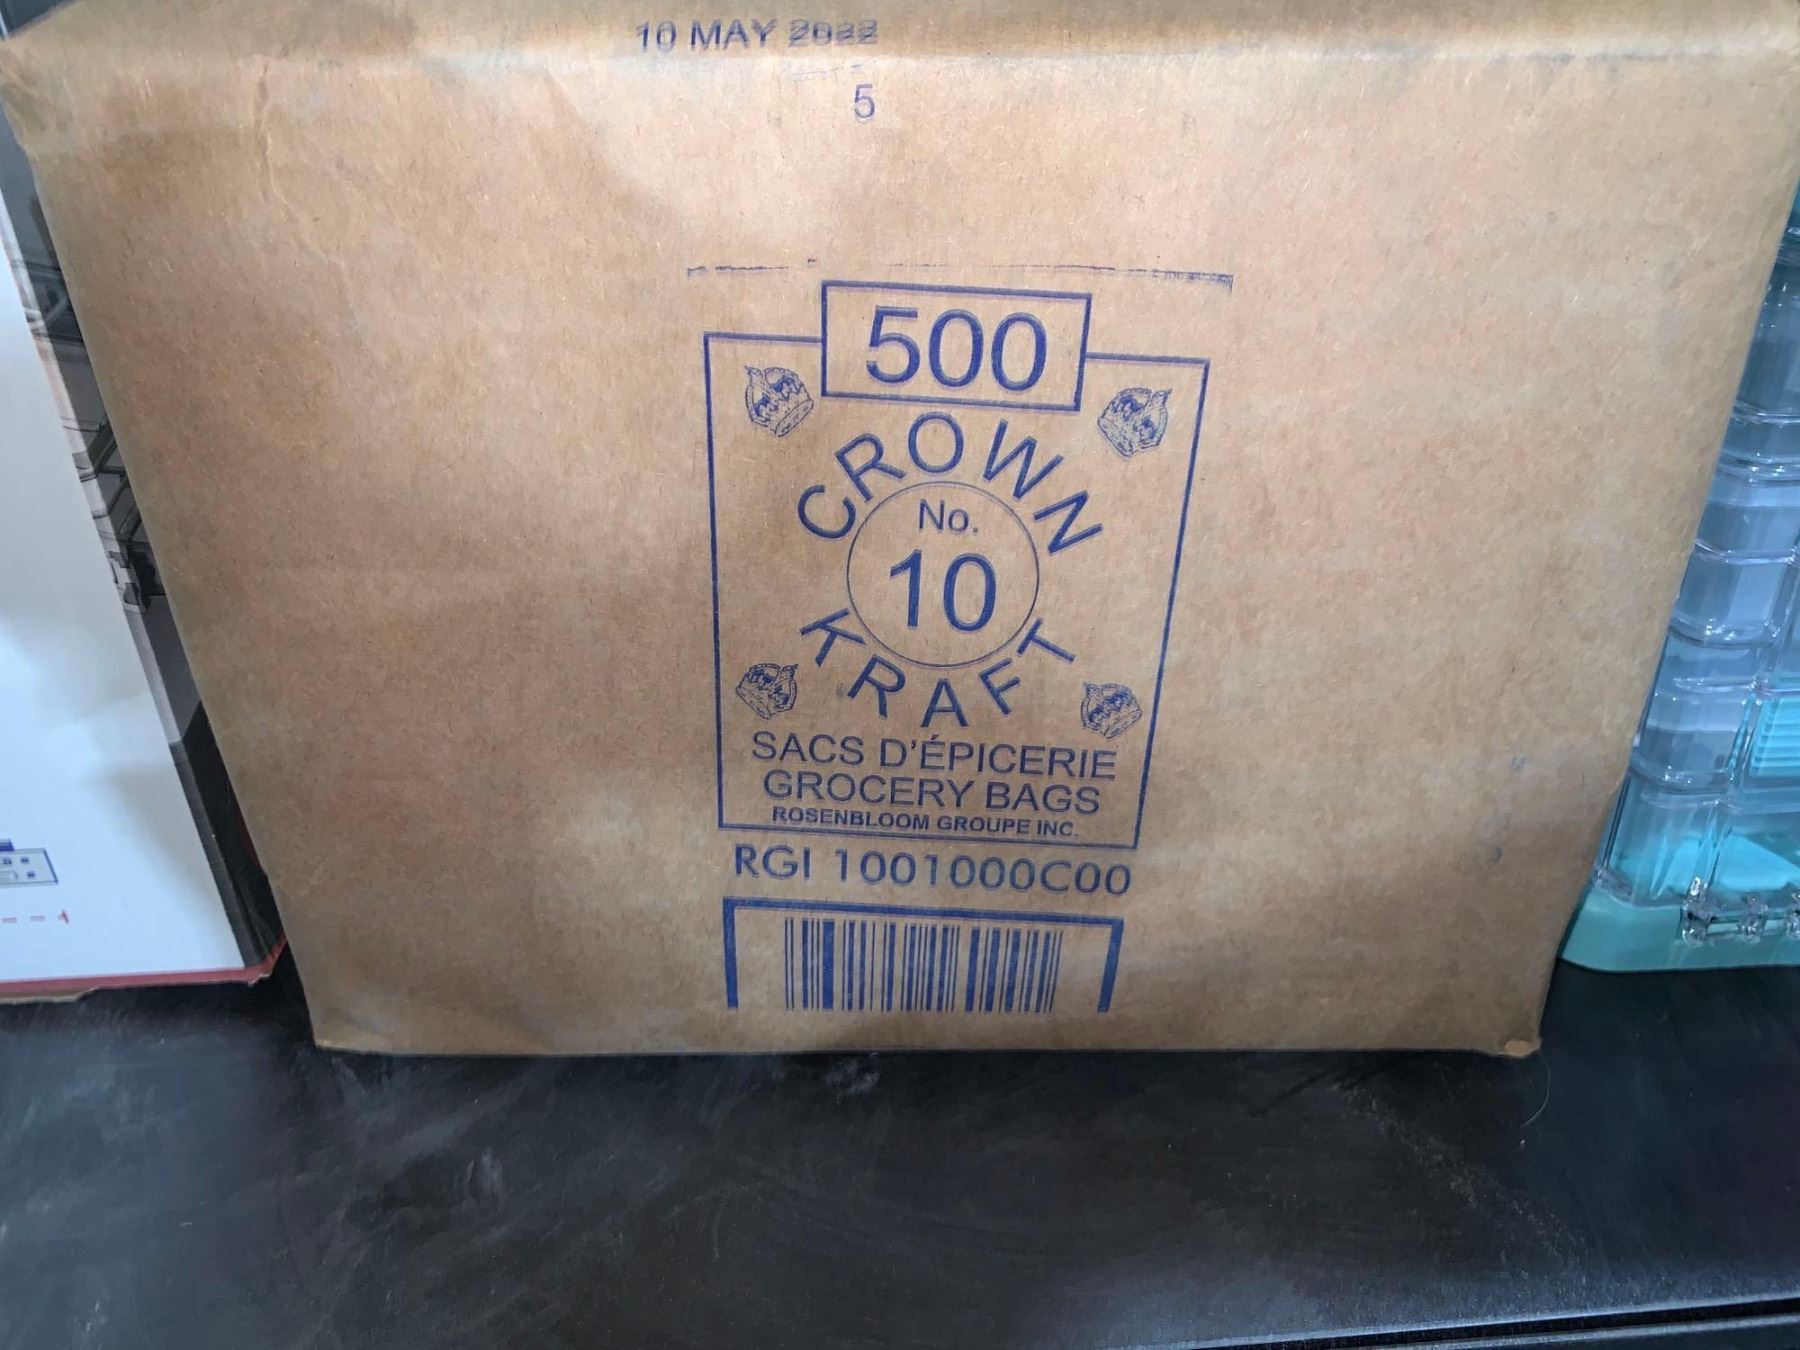 10 MAY 2022
5
500
CROWN
No.
10
KRAFT
SACS D'ÉPICERIE
GROCERY BAGS
ROSENBLOOM GROUPE INC.
RGI 1001000C00